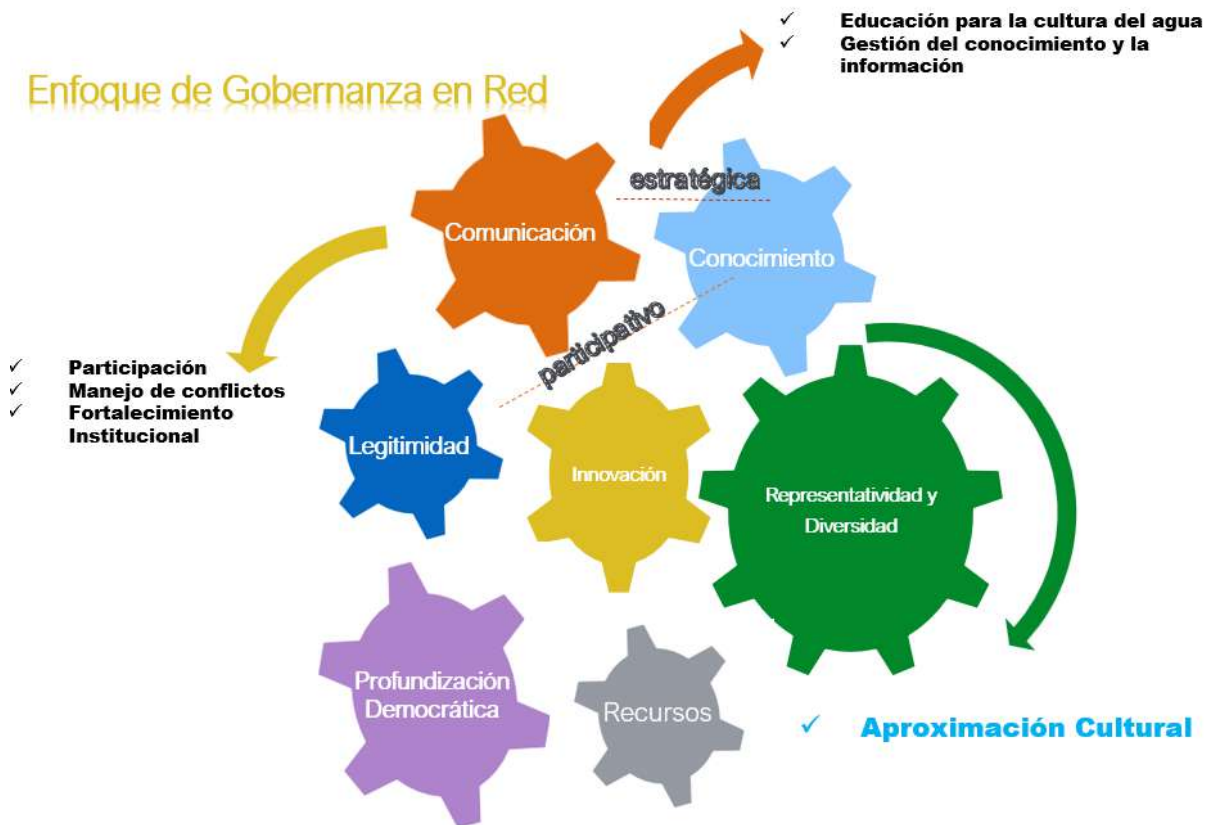 ✓ Educación para la cultura del agua
✓ Gestión del conocimiento y la
información
Enfoque de Gobernanza en Red
estratégica
Comunicación
Conocimiento
participativo
✓ Participación
✓ Manejo de conflictos
✓ Fortalecimiento
Institucional
Legitimidad
Innovación
Representatividad y
Diversidad
Profundización
Democrática
Recursos
✓ Aproximación Cultural